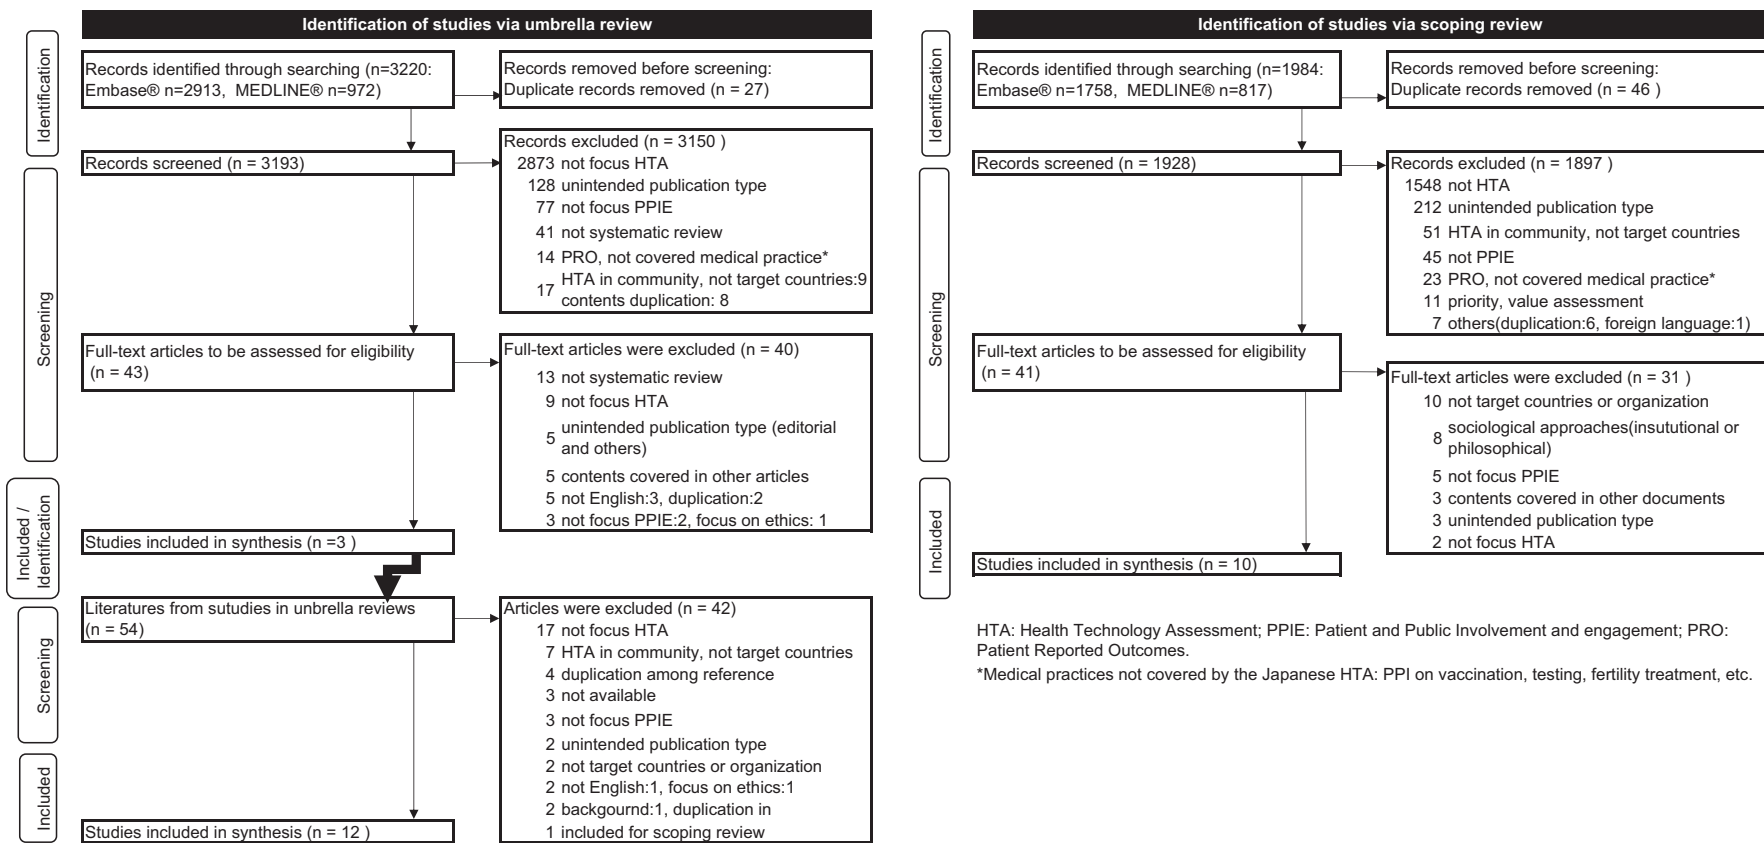 Identification of studies via umbrella review
Identification
Records identified through searching (n=3220:
Embase® n=2913,  MEDLINE® n=972)
Records removed before screening:
Duplicate records removed (n = 27)
Records screened (n = 3193)
Records excluded (n = 3150 )
2873 not focus HTA
128 unintended publication type
77 not focus PPIE
41 not systematic review
14 PRO, not covered medical practice*
17 HTA in community, not target countries:9
contents duplication: 8
Screening
Full-text articles to be assessed for eligibility
(n = 43)
Full-text articles were excluded (n = 40)
13 not systematic review
9 not focus HTA
5 unintended publication type (editorial
and others)
5 contents covered in other articles
5 not English:3, duplication:2
3 not focus PPIE:2, focus on ethics: 1
Included /
Identification
Studies included in synthesis (n =3 )
Literatures from sutudies in unbrella reviews
(n = 54)
Articles were excluded (n = 42)
17 not focus HTA
7 HTA in community, not target countries
4 duplication among reference
3 not available
3 not focus PPIE
2 unintended publication type
2 not target countries or organization
2 not English:1, focus on ethics:1
2 backgournd:1, duplication in
1 included for scoping review
Screening
Included
Studies included in synthesis (n = 12 )
Identification of studies via scoping review
Identification
Records identified through searching (n=1984:
Embase® n=1758,  MEDLINE® n=817)
Records removed before screening:
Duplicate records removed (n = 46 )
Records screened (n = 1928)
Records excluded (n = 1897 )
1548 not HTA
212 unintended publication type
51 HTA in community, not target countries
45 not PPIE
23 PRO, not covered medical practice*
11 priority, value assessment
7 others(duplication:6, foreign language:1)
Screening
Full-text articles to be assessed for eligibility
(n = 41)
Full-text articles were excluded (n = 31 )
10 not target countries or organization
8 sociological approaches(insutational or
philosophical)
5 not focus PPIE
3 contents covered in other documents
3 unintended publication type
2 not focus HTA
Included
Studies included in synthesis (n = 10)
HTA: Health Technology Assessment; PPIE: Patient and Public Involvement and engagement; PRO:
Patient Reported Outcomes.
*Medical practices not covered by the Japanese HTA: PPI on vaccination, testing, fertility treatment, etc.